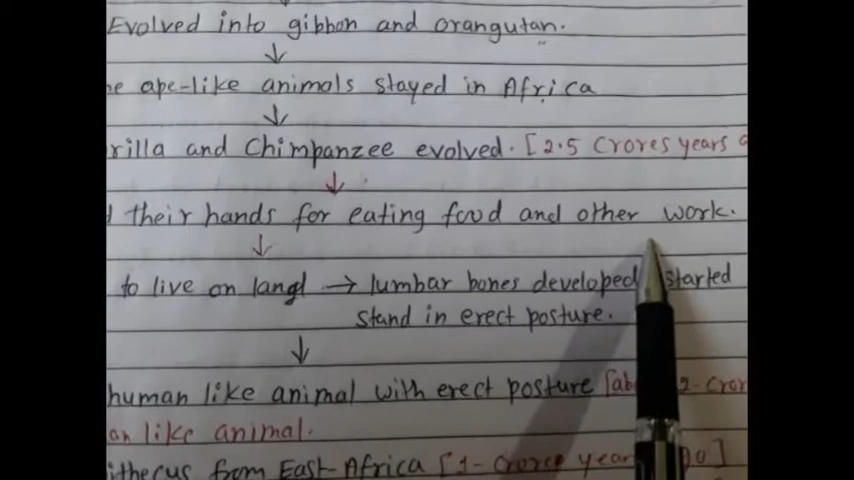 Evolved into gibbon and orangutan.
ape-like animals stayed in Africa
and Chimpanzee evolved. [2.5 Crores years
their hands for eating food and other work.
to live on land → lumbar bones developed started
stand in erect posture.
human like animal with erect posture
like animal.
from East-Africa [1- crore year